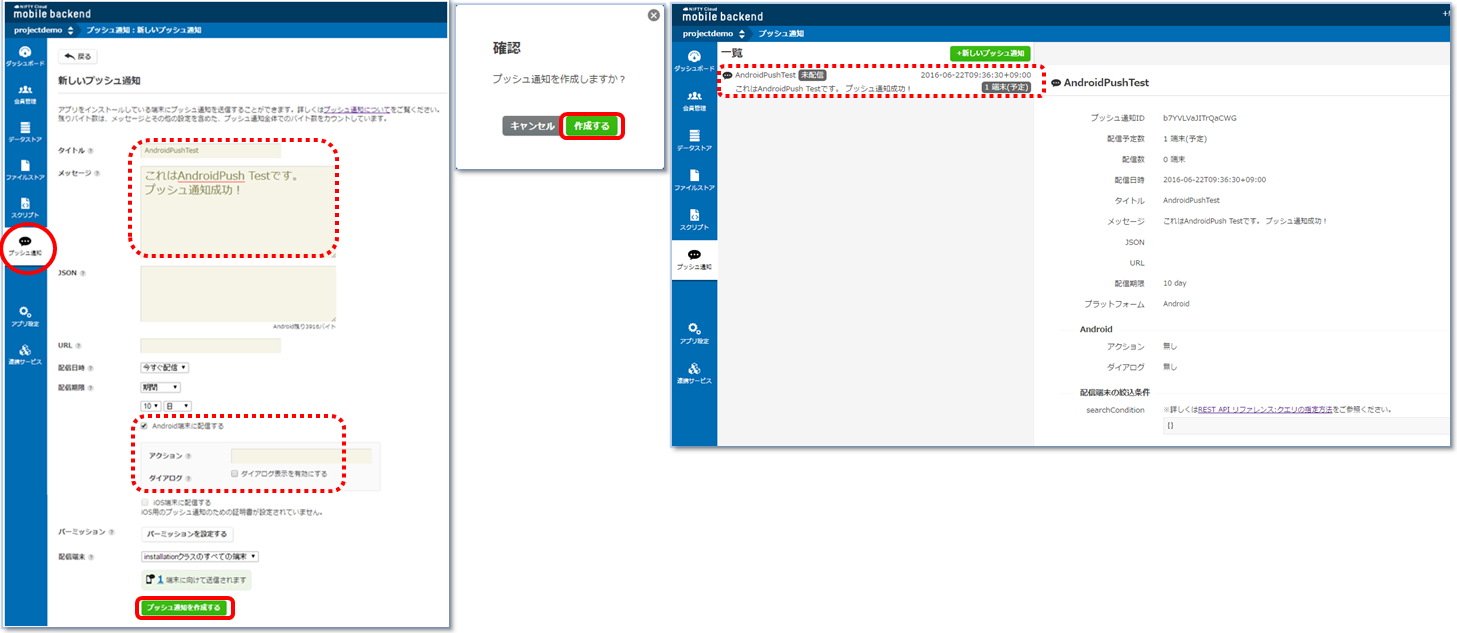 NIFTY Cloud
mobile backend
projectdemo
プッシュ通知：新しいプッシュ通知
ダッシュボード
会員管理
データストア
ファイルストア
スクリプト
プッシュ通知
アプリ設定
連携サービス
戻る
新しいプッシュ通知
アプリをインストールしている端末にプッシュ通知を送信することができます。詳しくはプッシュ通知についてをご覧ください。
残りバイト数は、メッセージとその他の設定を含めた、プッシュ通知全体でのバイト数をカウントしています。
タイトル
AndroidPushTest
メッセージ
これはAndroidPush Testです。
プッシュ通知成功！
JSON
Android残り3916バイト
URL
配信日時
今すぐ配信
配信期限
期間
10
日
Android端末に配信する
アクション
ダイアログ
ダイアログ表示を有効にする
iOS端末に配信する
iOS用のプッシュ通知のための証明書が設定されていません。
パーミッション
パーミッションを設定する
配信端末
installationクラスのすべての端末
1 端末に向けて送信されます
プッシュ通知を作成する
確認
プッシュ通知を作成しますか？
キャンセル
作成する
NIFTY Cloud
mobile backend
projectdemo
プッシュ通知
ダッシュボード
会員管理
データストア
ファイルストア
スクリプト
プッシュ通知
アプリ設定
連携サービス
一覧
+新しいプッシュ通知
AndroidPushTest 未配信
2016-06-22T09:36:30+09:00
これはAndroidPush Testです。 プッシュ通知成功！
1 端末(予定)
AndroidPushTest
プッシュ通知ID b7YVLVaJITrQaCWG
配信予定数 1 端末(予定)
配信数 0 端末
配信日時 2016-06-22T09:36:30+09:00
タイトル AndroidPushTest
メッセージ これはAndroidPush Testです。 プッシュ通知成功！
JSON
URL
配信期限 10 day
プラットフォーム Android
Android
アクション 無し
ダイアログ 無し
配信端末の絞込条件
searchCondition ※詳しくはREST API リファレンス:クエリの指定方法をご参照ください。
[]